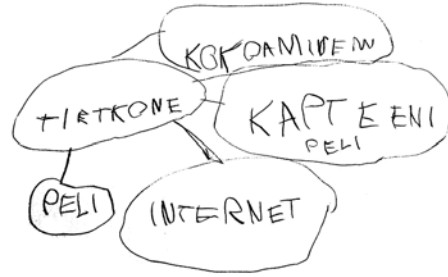 KOKOAMINEN
TIETKONE
KAPTEENI
PELI
PELI
INTERNET